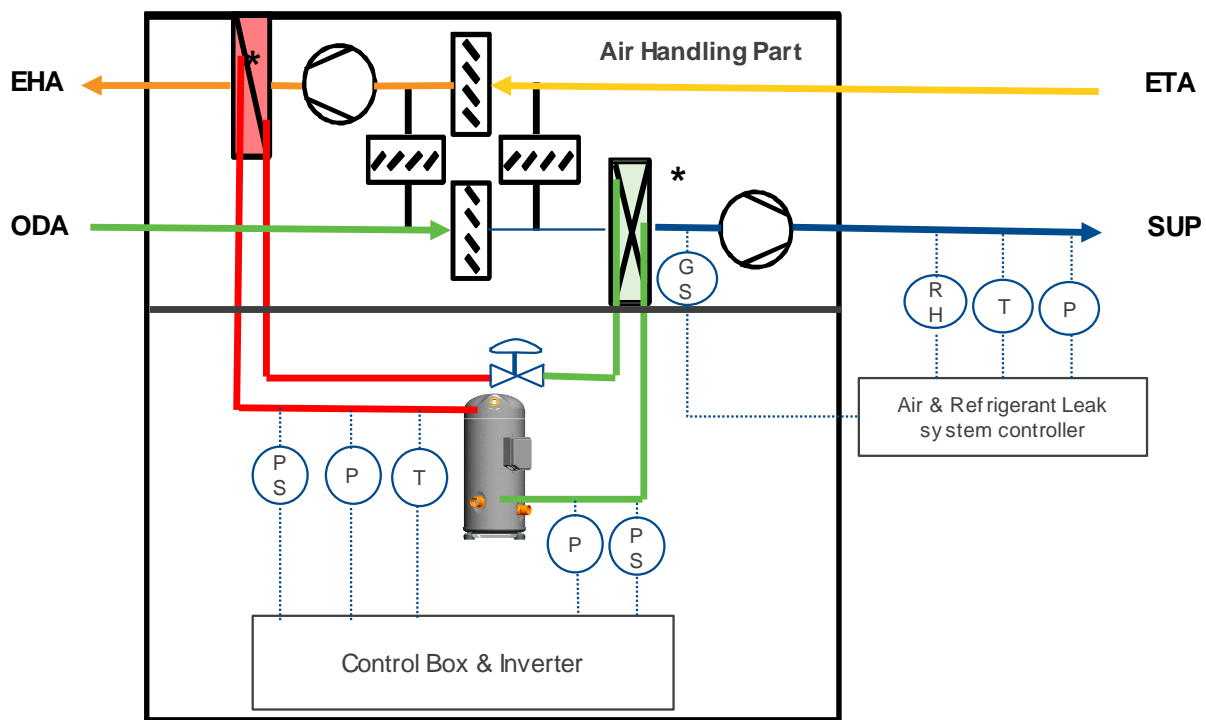 Air Handling Part
*
EHA
ETA
*
ODA
SUP
G
S
R
H
T
P
Air & Refrigerant Leak
system controller
P
S
P
T
P
P
S
Control Box & Inverter